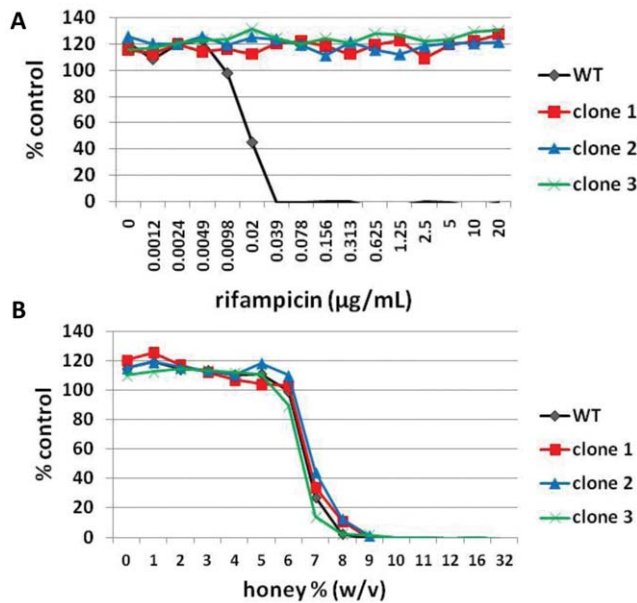 A
140
120
100
80
60
40
20
0
% control
0 0.0012 0.0024 0.0049 0.0098 0.02 0.039 0.078 0.156 0.313 0.625 1.25 2.5 5 10 20
rifampicin (µg/mL)
WT
clone 1
clone 2
clone 3
B
140
120
100
80
60
40
20
0
% control
0 1 2 3 4 5 6 7 8 9 10 11 12 16 32
honey % (w/v)
WT
clone 1
clone 2
clone 3